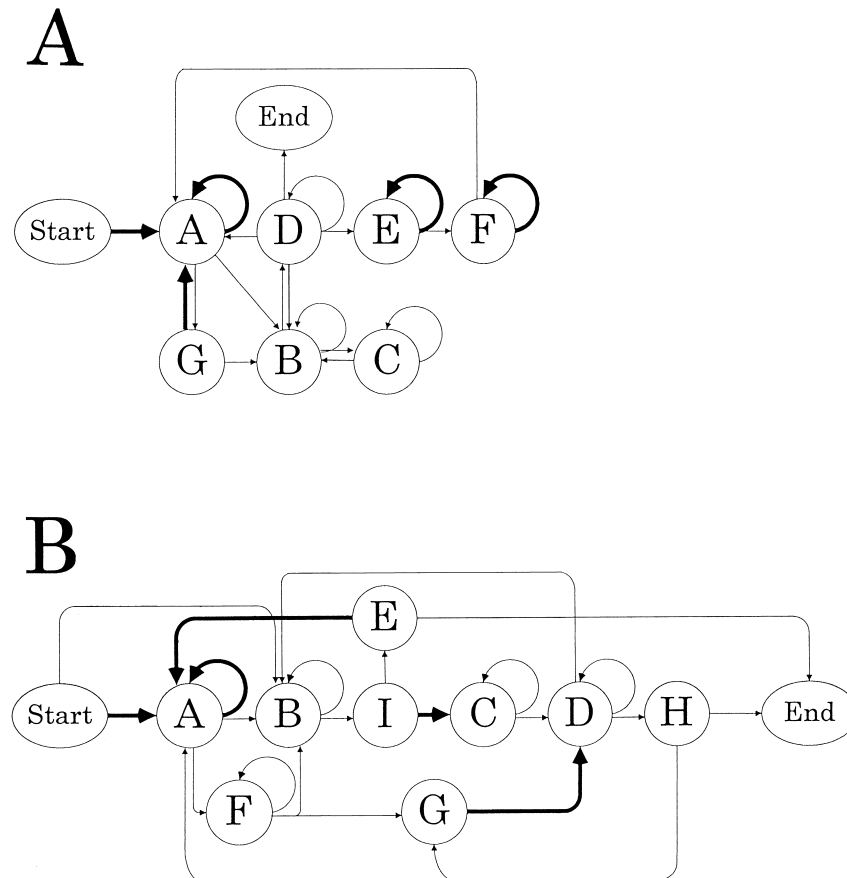 A
End
Start A D E F
G B C
B
E
Start A B I C D H End
F G